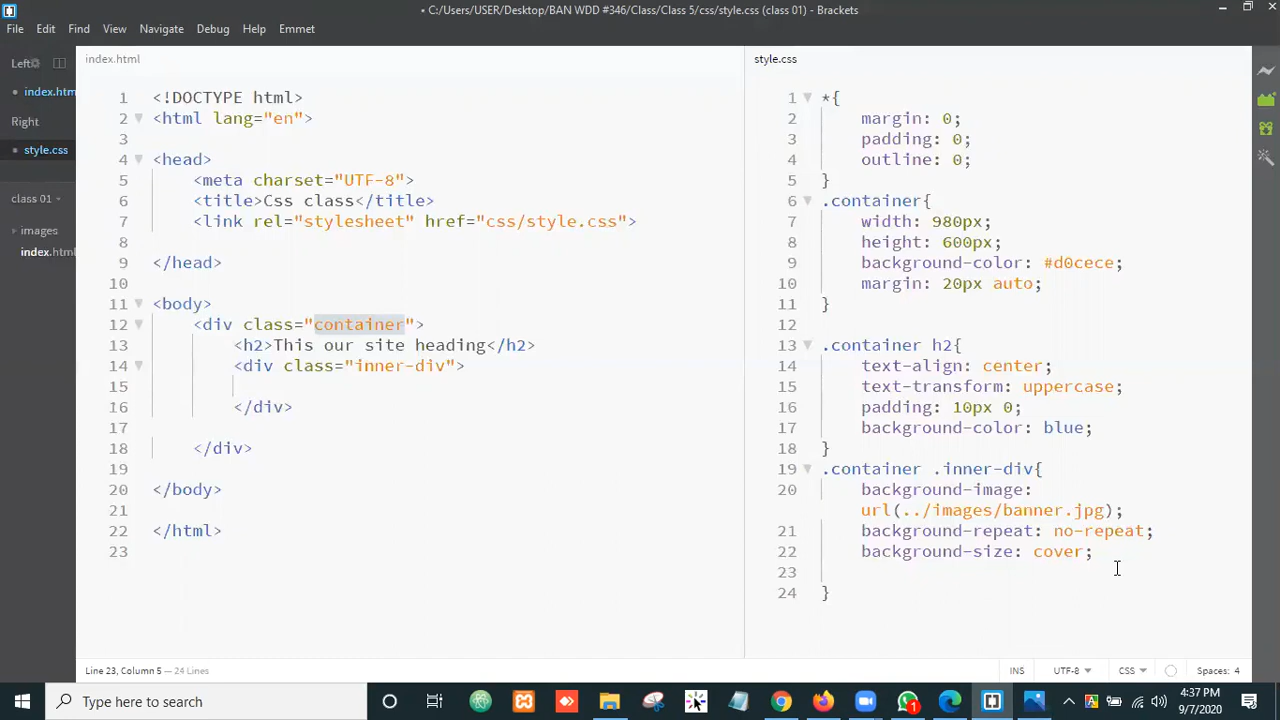 • C:/Users/USER/Desktop/BAN WDD #346/Class/Class 5/css/style.css (class 01) - Brackets
File Edit Find View Navigate Debug Help Emmet
Left
index.htm
Right
style.css
class 01
images
index.html
index.html
1 <!DOCTYPE html>
2 <html lang="en">
3
4 <head>
5 <meta charset="UTF-8">
6 <title>Css class</title>
7 <link rel="stylesheet" href="css/style.css">
8
9 </head>
10
11 <body>
12 <div class="container">
13 <h2>This our site heading</h2>
14 <div class="inner-div">
15
16 </div>
17
18 </div>
19
20 </body>
21
22 </html>
23
style.css
1 *{
2 margin: 0;
3 padding: 0;
4 outline: 0;
5 }
6 .container{
7 width: 980px;
8 height: 600px;
9 background-color: #d0cece;
10 margin: 20px auto;
11 }
12
13 .container h2{
14 text-align: center;
15 text-transform: uppercase;
16 padding: 10px 0;
17 background-color: blue;
18 }
19 .container .inner-div{
20 background-image:
url(../images/banner.jpg);
21 background-repeat: no-repeat;
22 background-size: cover;
23
24 }
Line 23, Column 5 — 24 Lines
INS UTF-8 CSS Spaces: 4
Type here to search
1
4:37 PM
9/7/2020